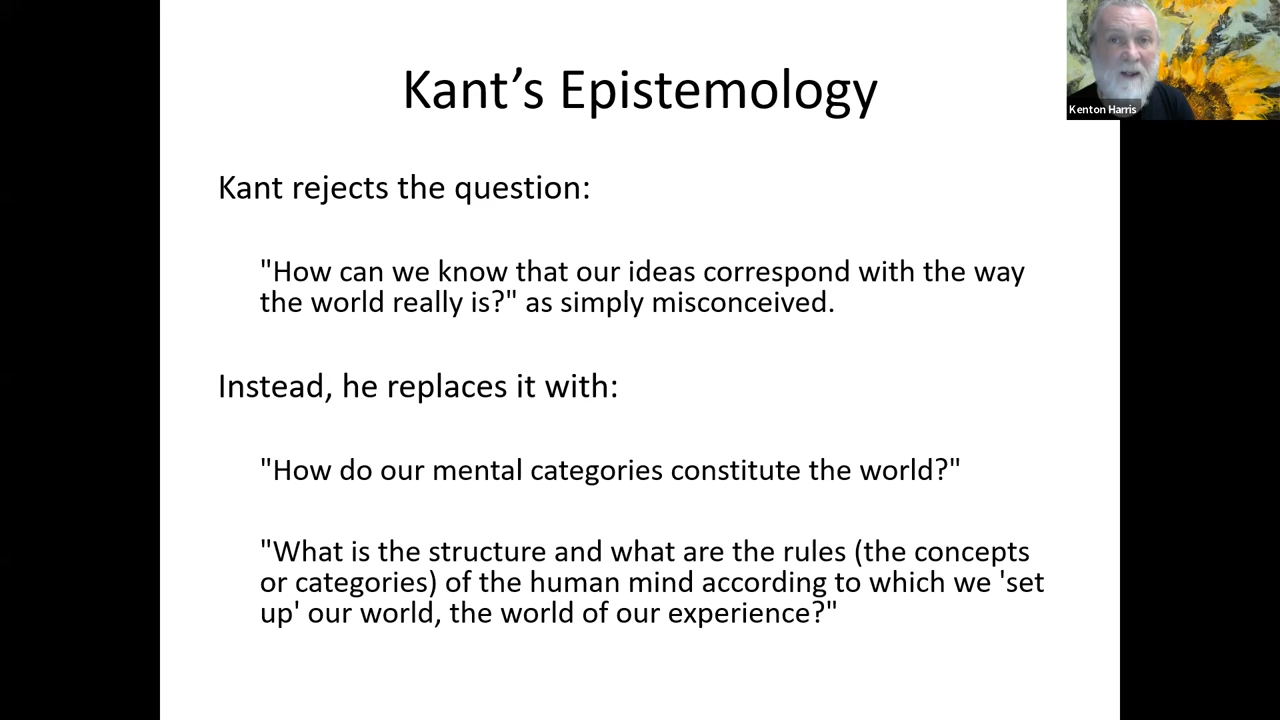 Kant’s Epistemology
Kenton Harris
Kant rejects the question:
"How can we know that our ideas correspond with the way
the world really is?" as simply misconceived.
Instead, he replaces it with:
"How do our mental categories constitute the world?"
"What is the structure and what are the rules (the concepts
or categories) of the human mind according to which we 'set
up' our world, the world of our experience?"